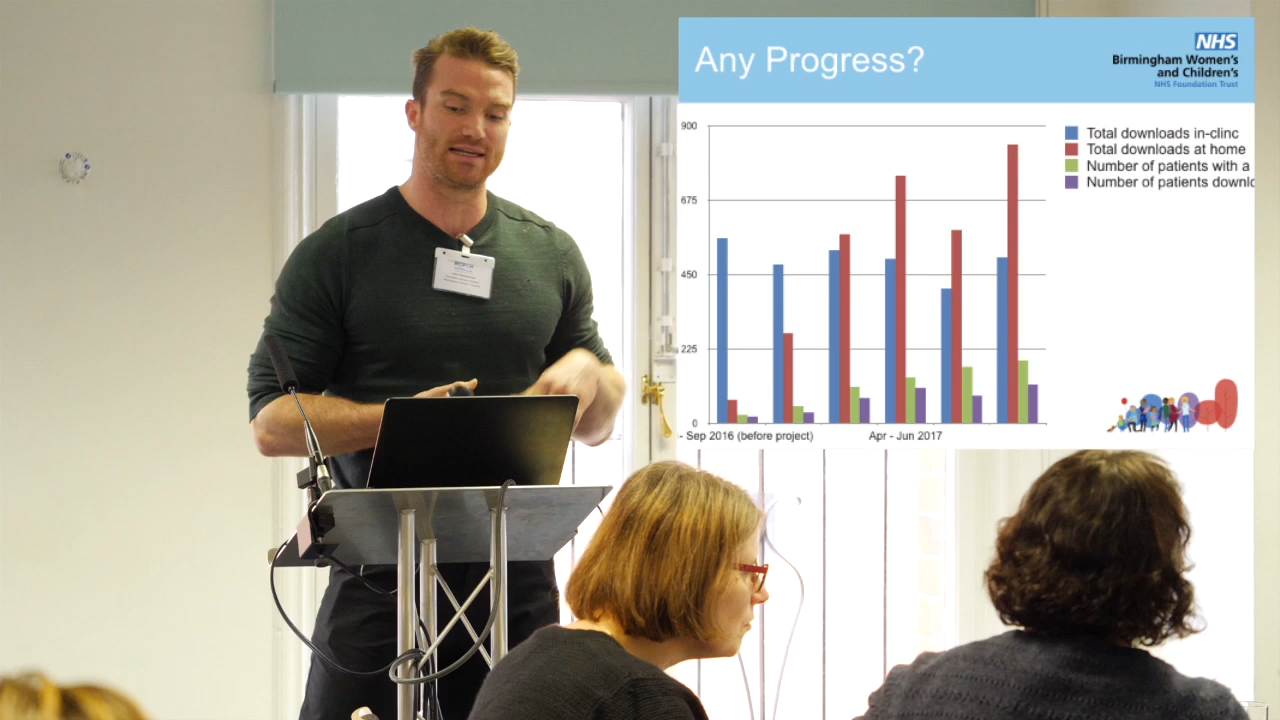 Any Progress?
NHS
Birmingham Women's
and Children's
NHS Foundation Trust
900
675
450
225
0
Total downloads in-clinc
Total downloads at home
Number of patients with a
Number of patients downlo
- Sep 2016 (before project)
Apr - Jun 2017